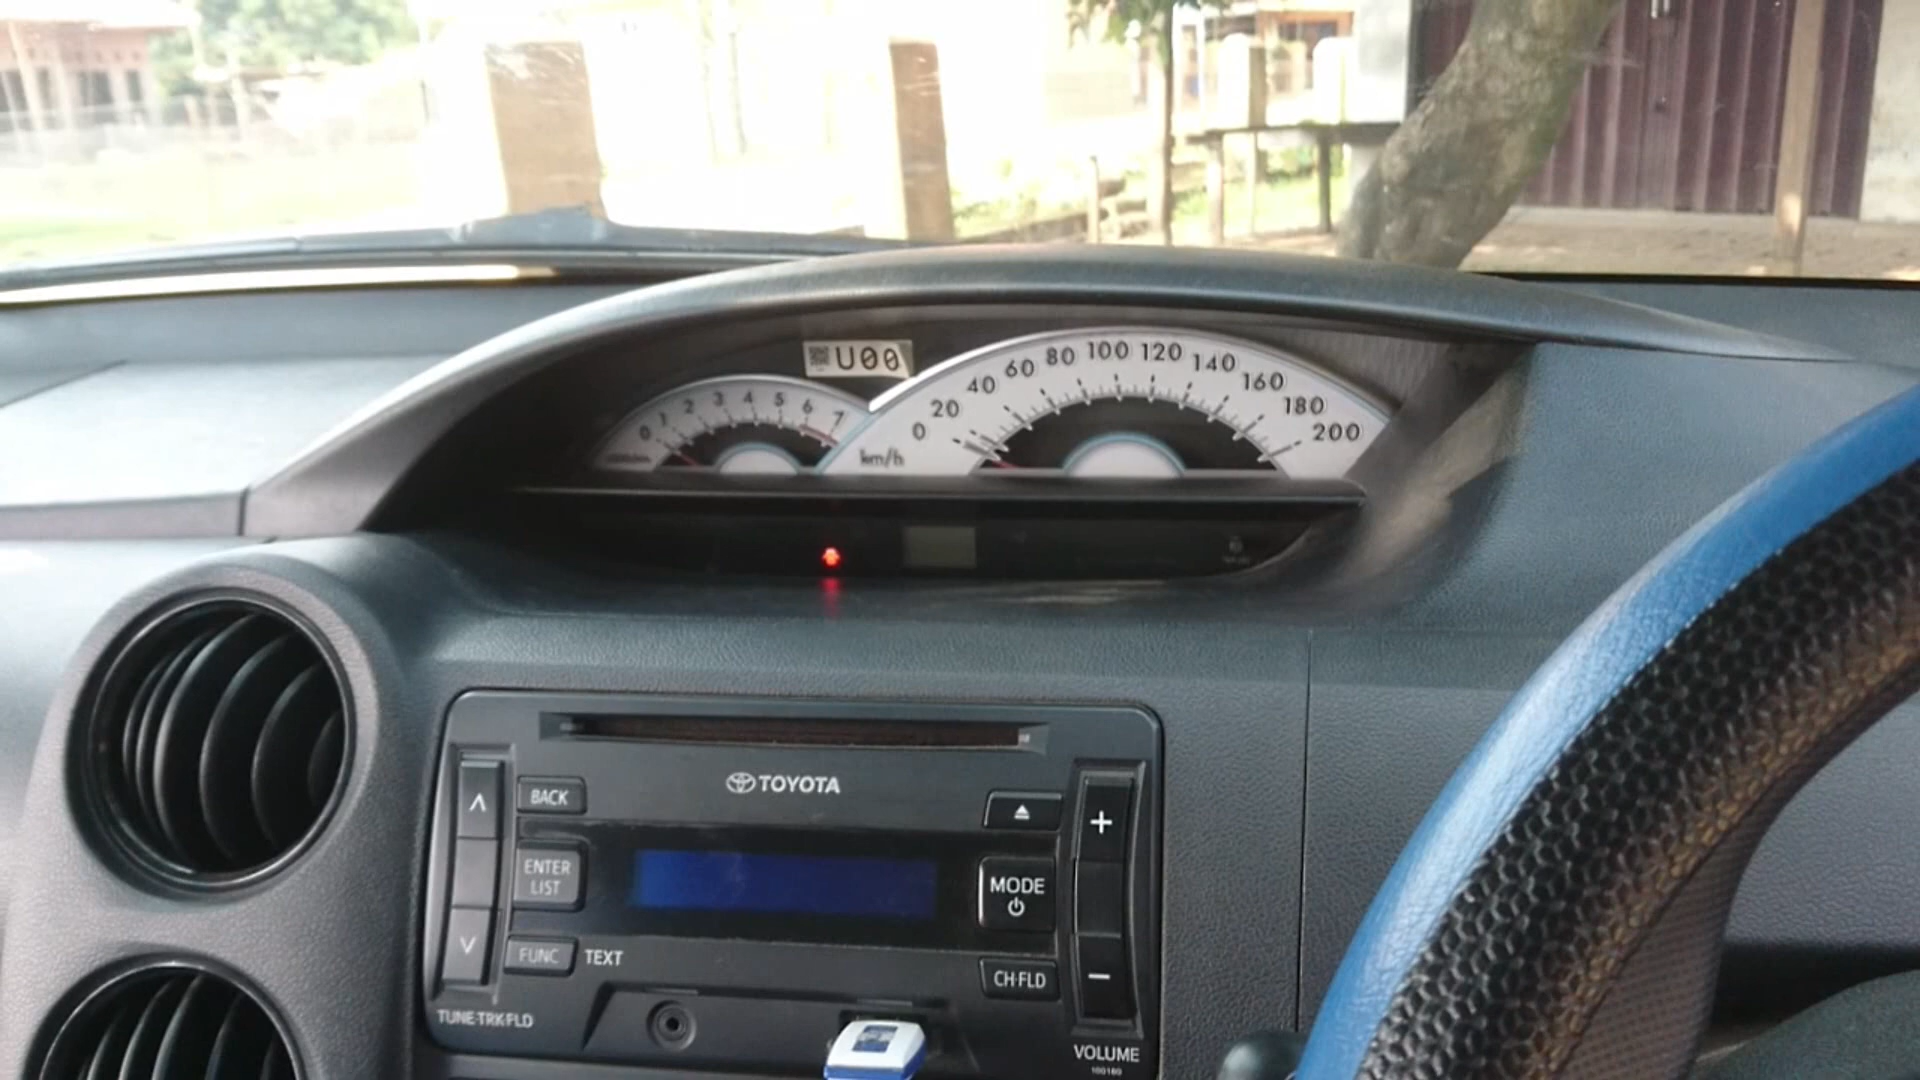 U00
0 1 2 3 4 5 6 7
0 20 40 60 80 100 120 140 160 180 200
km/h
TOYOTA
BACK
ENTER
LIST
MODE
FUNC
TEXT
CH·FLD
TUNE·TRK·FLD
VOLUME
100180